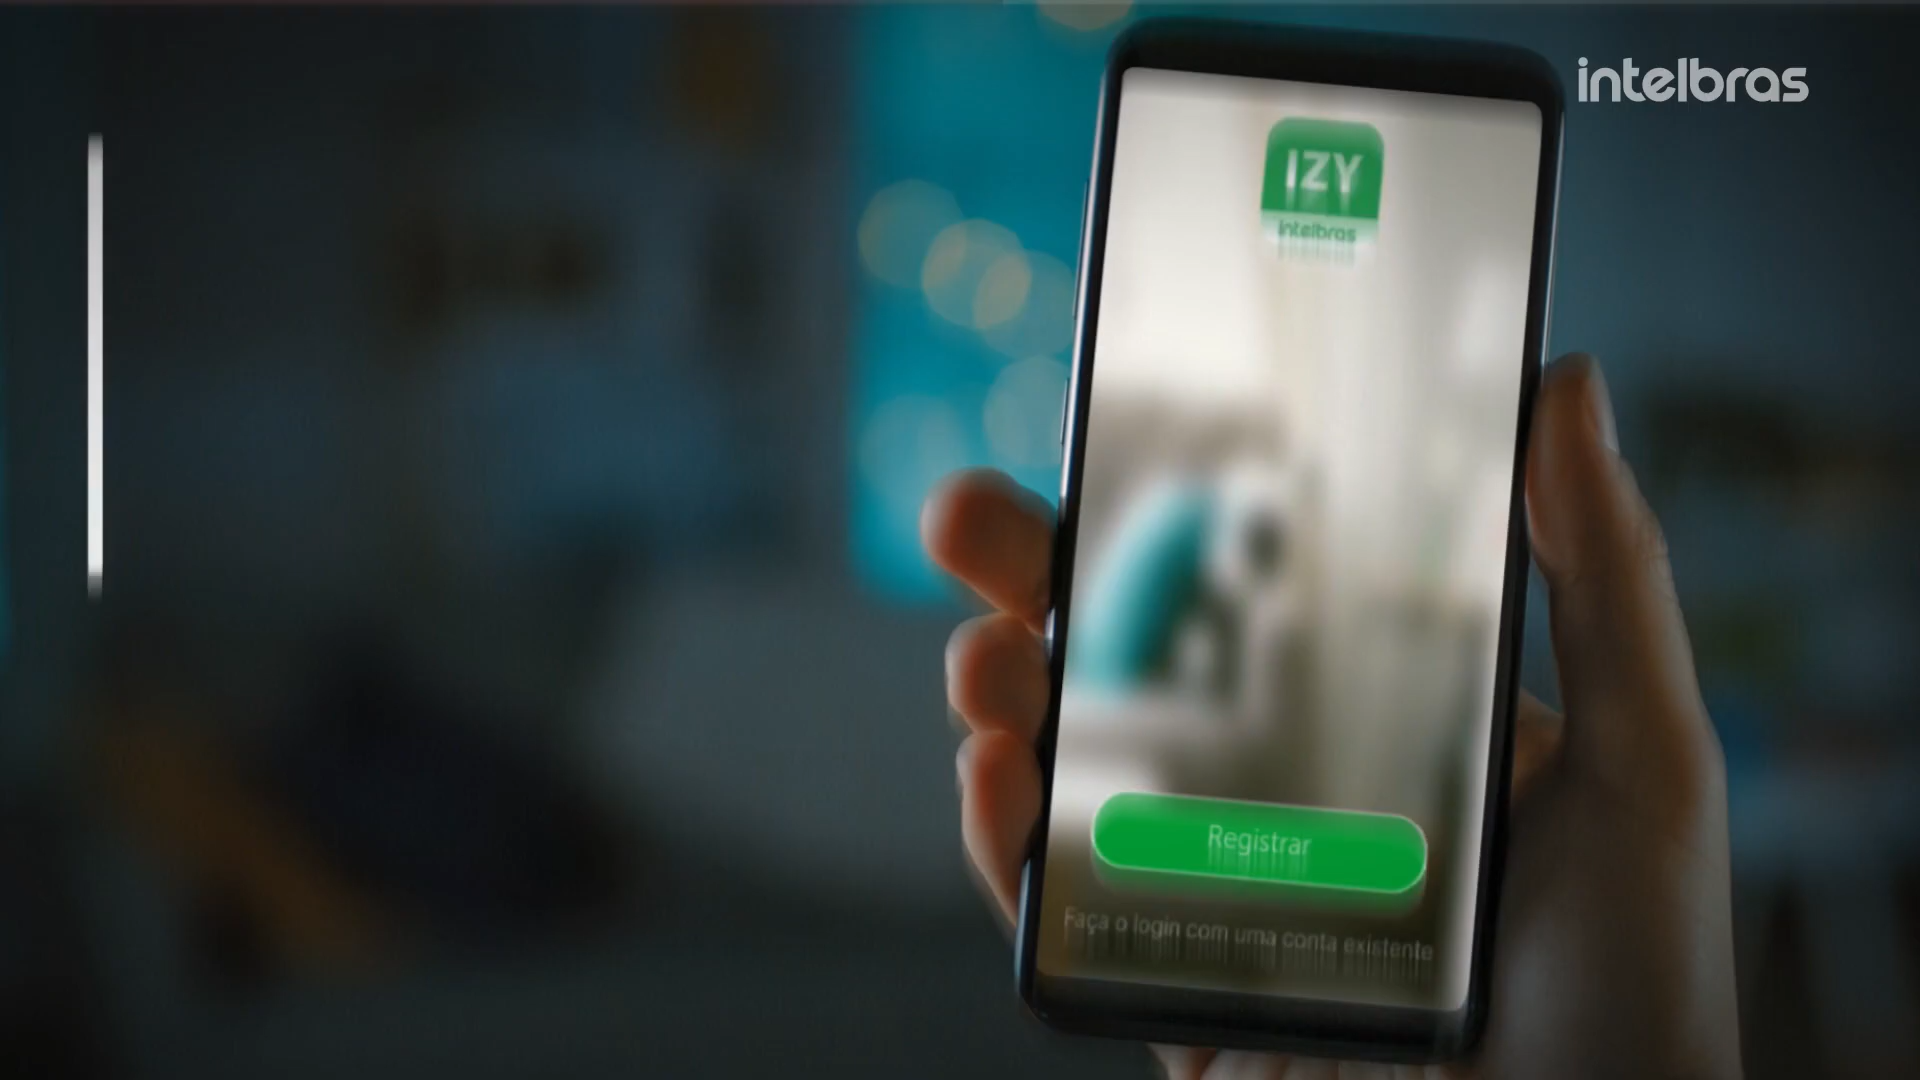 intelbras
IZY
intelbras
Registrar
Faça o login com uma conta existente